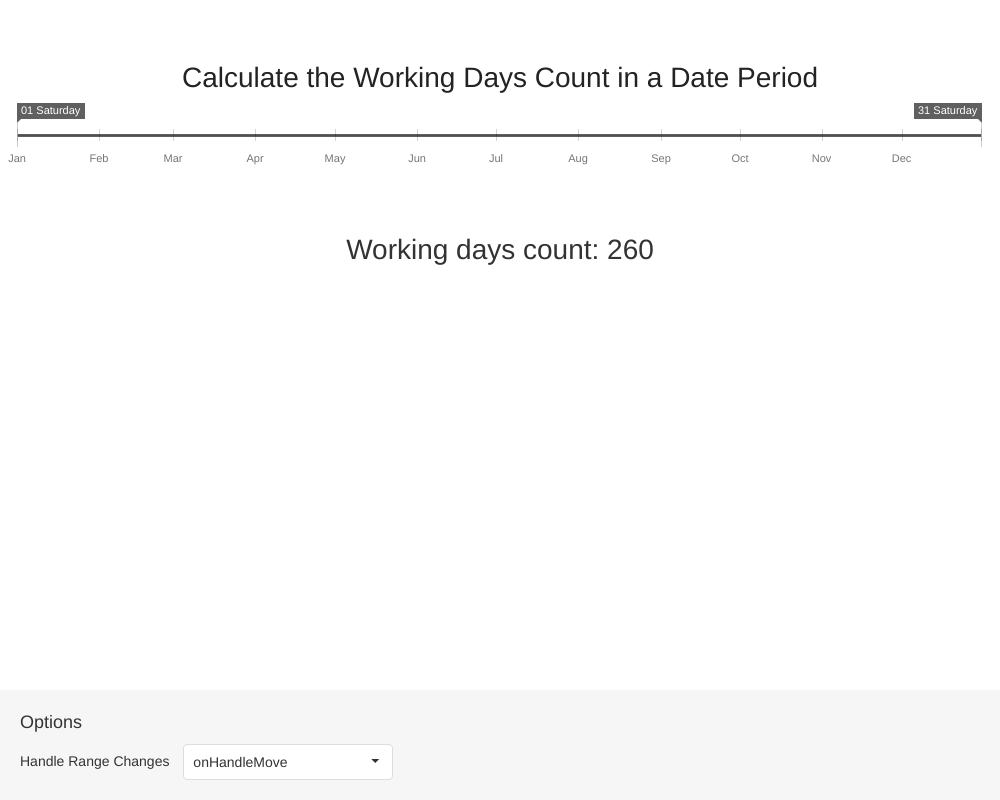 Calculate the Working Days Count in a Date Period
01 Saturday 31 Saturday
Jan Feb Mar Apr May Jun Jul Aug Sep Oct Nov Dec
Working days count: 260
Options
Handle Range Changes onHandleMove